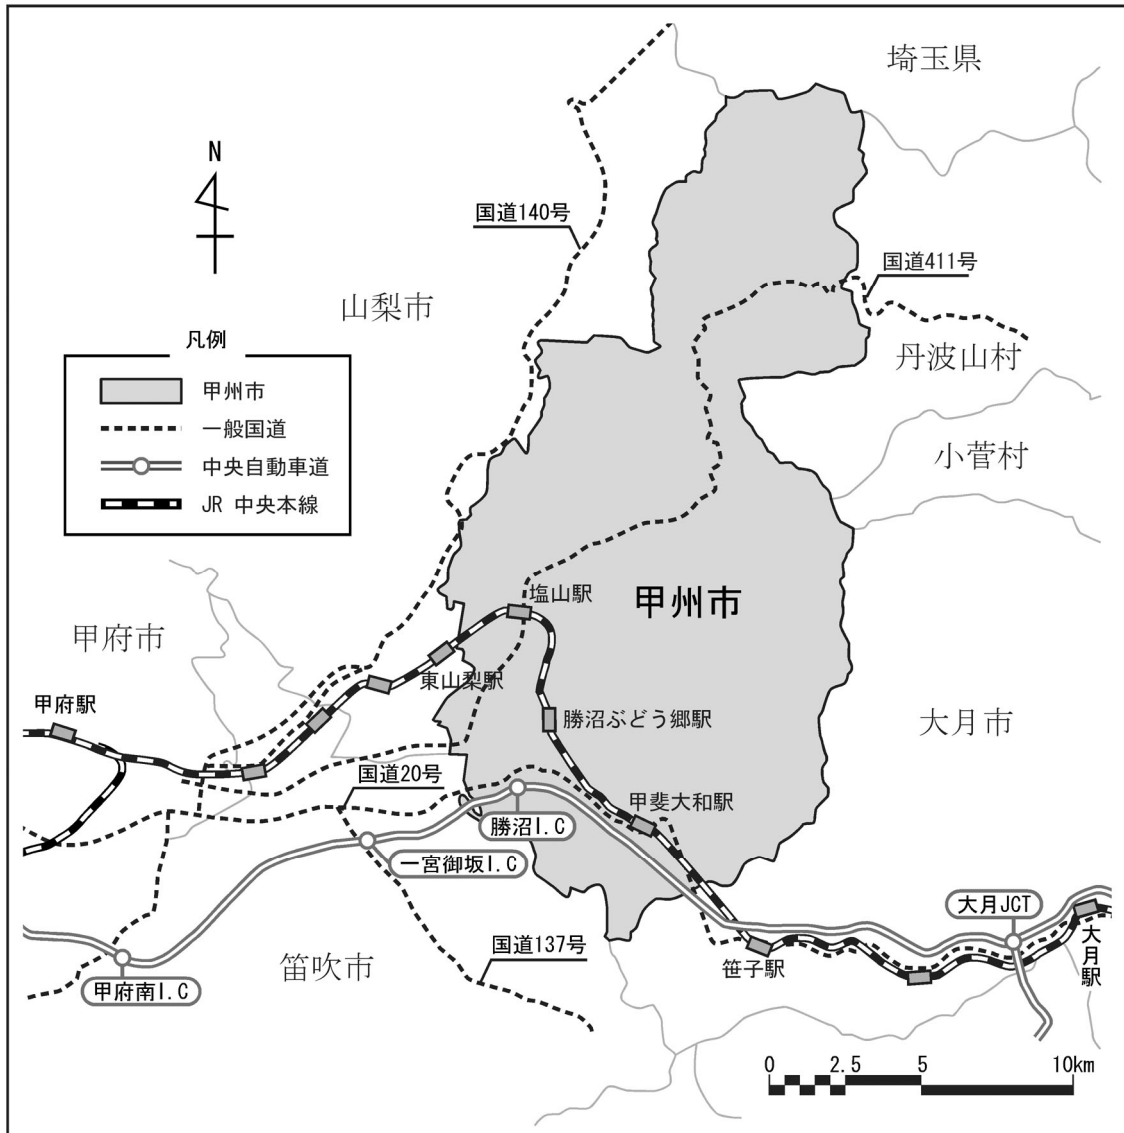 埼玉県
N
国道140号
国道411号
山梨市
凡例
甲州市
一般国道
中央自動車道
JR 中央本線
丹波山村
小菅村
塩山駅
甲州市
甲府市
東山梨駅
甲府駅
勝沼ぶどう郷駅
大月市
国道20号
甲斐大和駅
勝沼I.C
一宮御坂I.C
大月JCT
国道137号
大月駅
笛吹市
笹子駅
甲府南I.C
0 2.5 5 10km